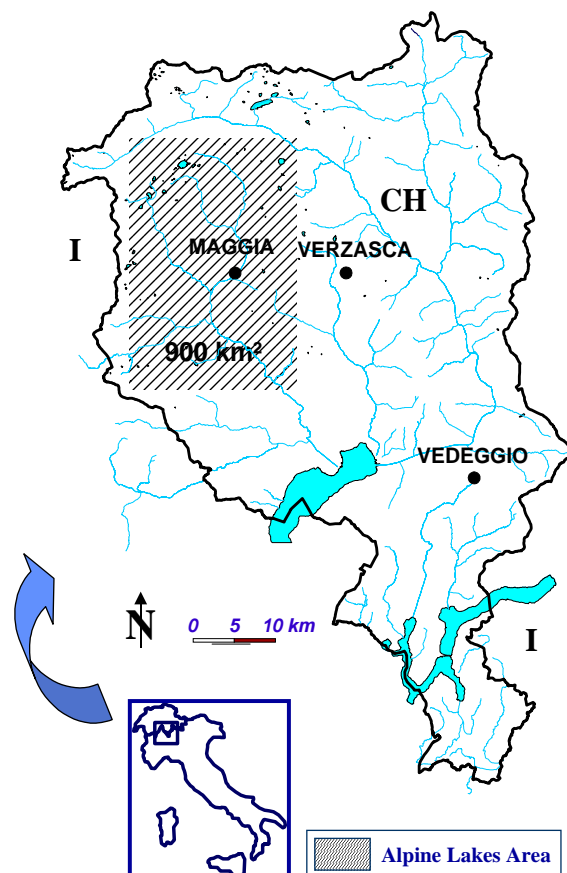 CH
I
MAGGIA
VERZASCA
900 km²
VEDEGGIO
N
0 5 10 km
I
Alpine Lakes Area